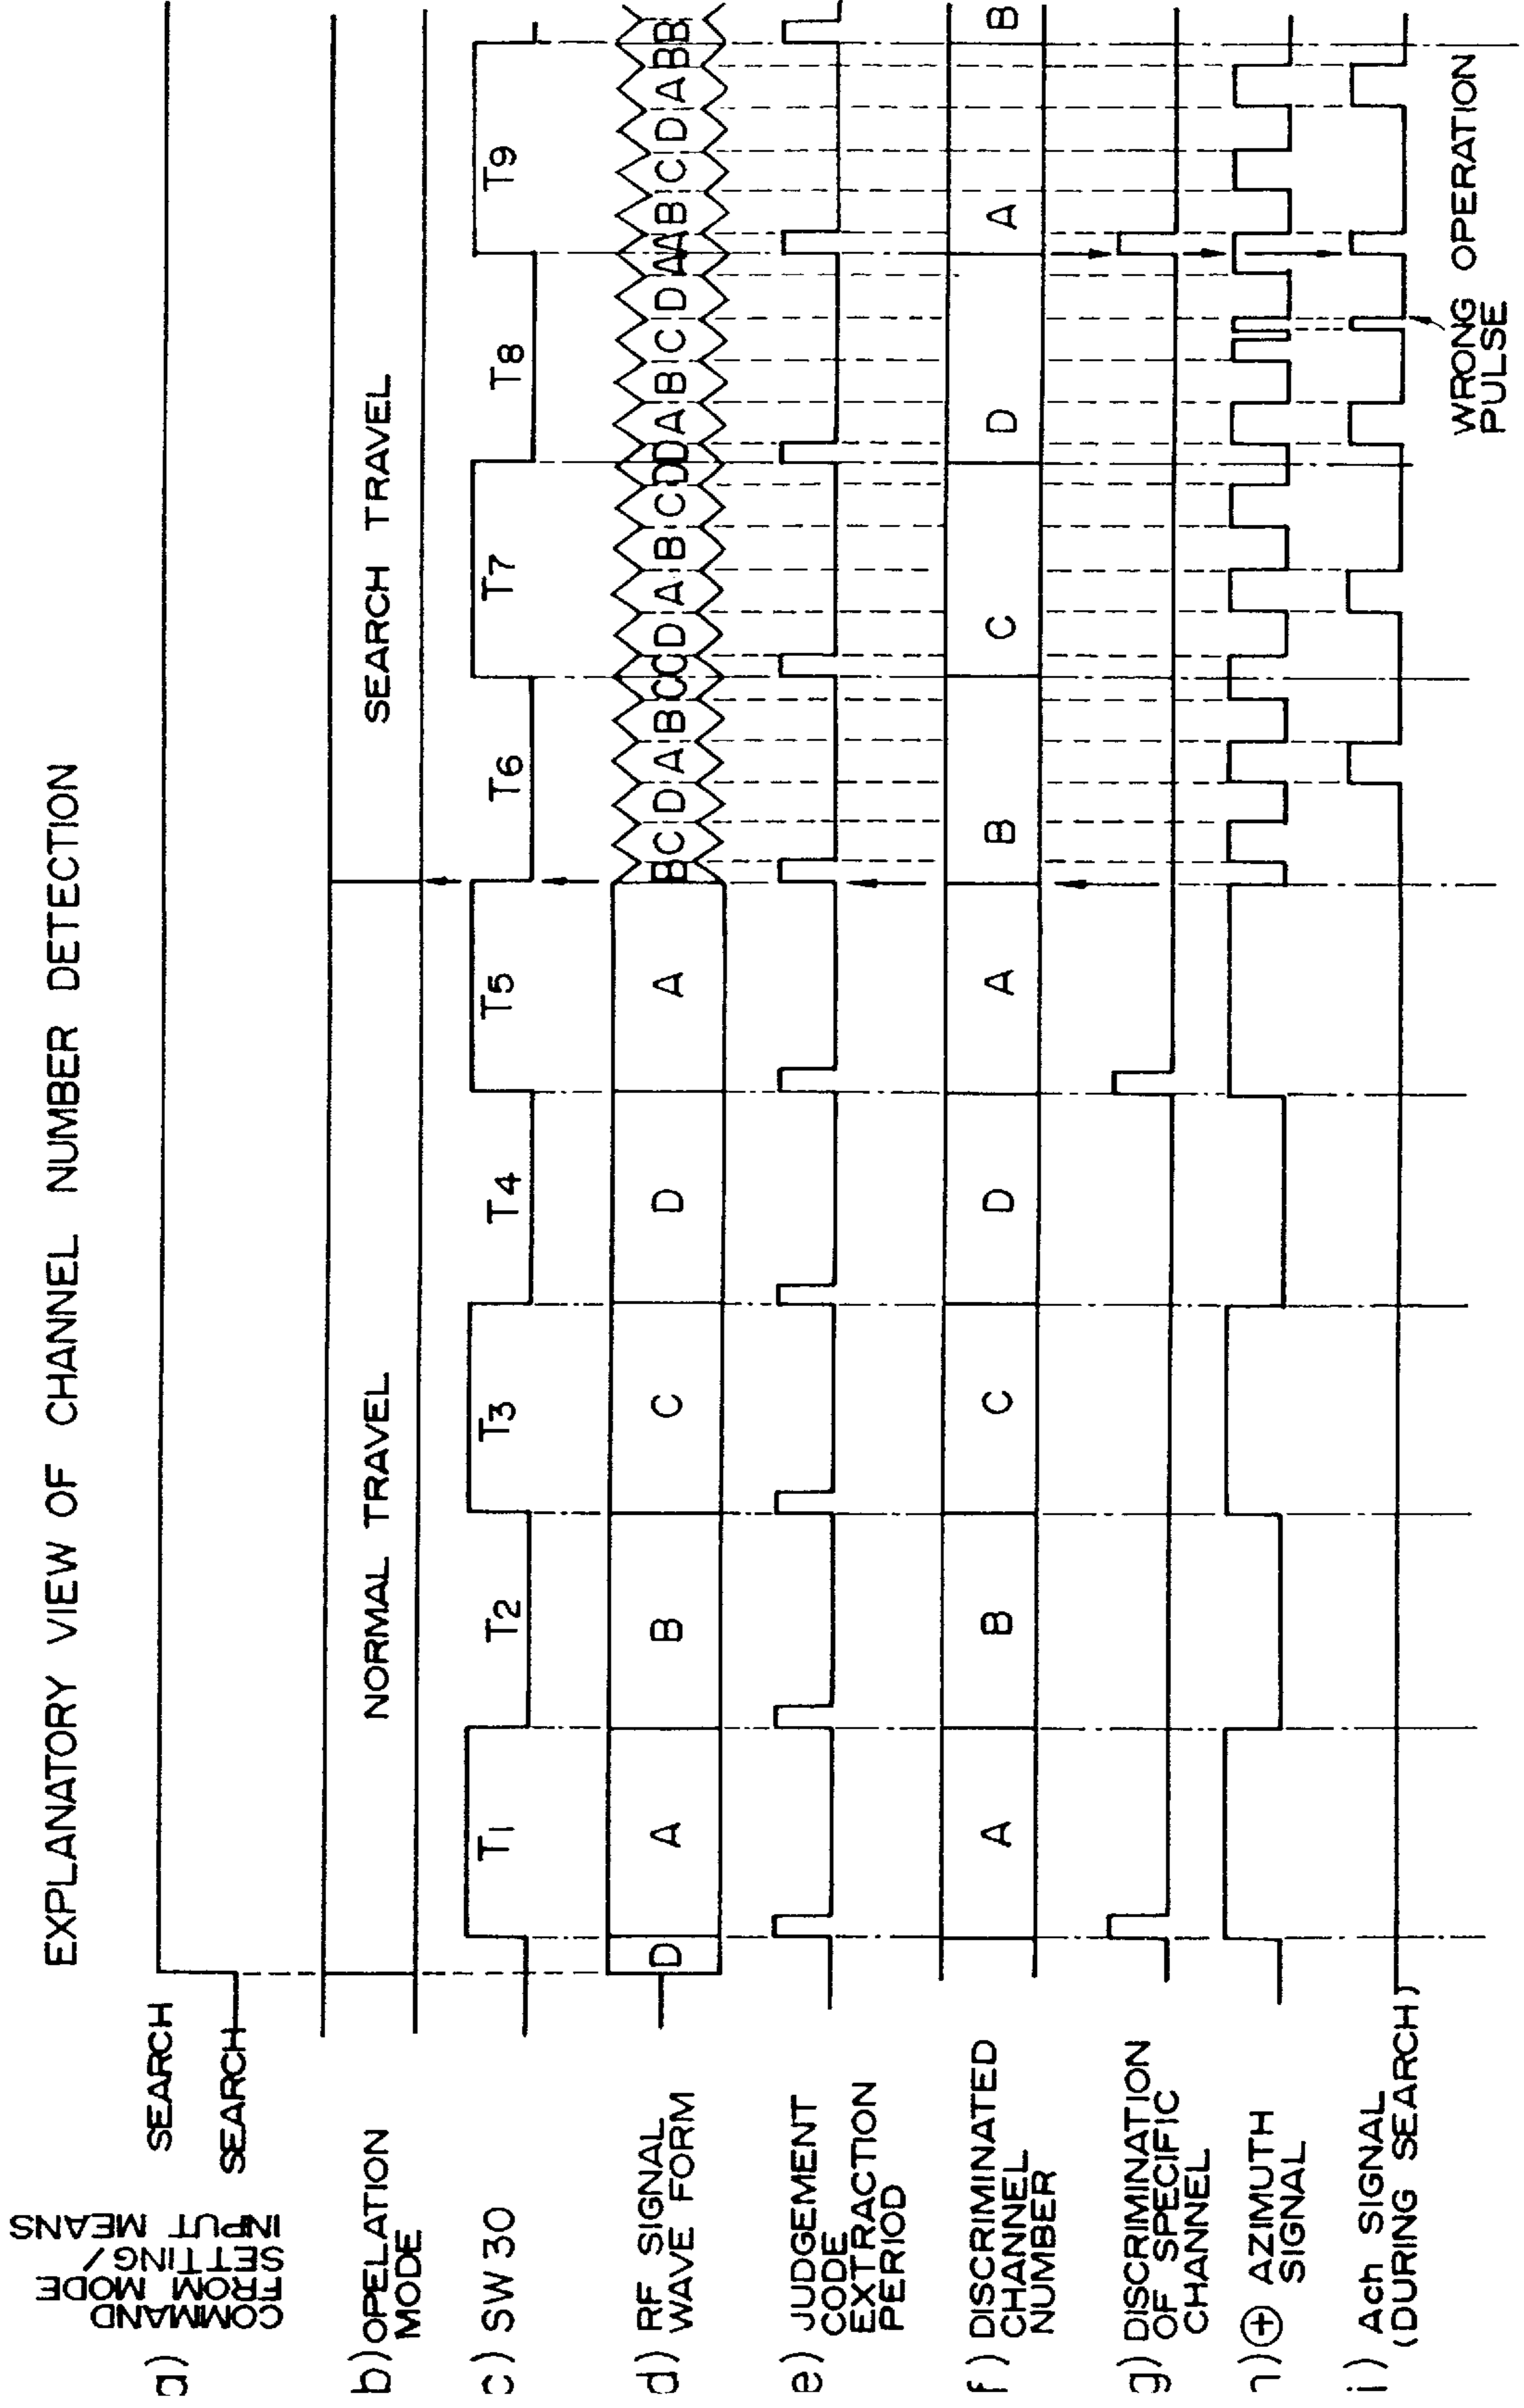 EXPLANATORY VIEW OF CHANNEL NUMBER DETECTION
a)
COMMAND
FROM MODE
SETTING/
INPUT MEANS
SEARCH
SEARCH
b) OPELATION
MODE
NORMAL TRAVEL
SEARCH TRAVEL
c) SW 30
T1 T2 T3 T4 T5 T6 T7 T8 T9
d) RF SIGNAL
WAVE FORM
D A B C D A B C D A B C C D A B C D D A B C D A A B C D A B B
e) JUDGEMENT
CODE
EXTRACTION
PERIOD
f) DISCRIMINATED
CHANNEL
NUMBER
A B C D A B C D A B
g) DISCRIMINATION
OF SPECIFIC
CHANNEL
h) + AZIMUTH
SIGNAL
i) Ach SIGNAL
(DURING SEARCH)
WRONG OPERATION
PULSE